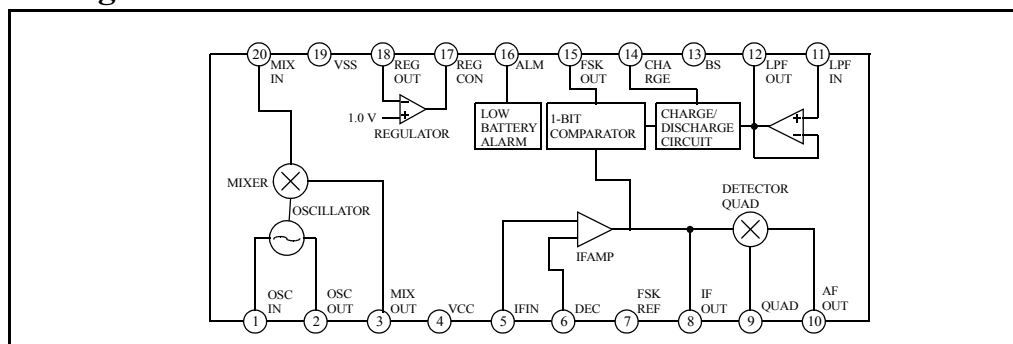 20 MIX IN
19 VSS
18 REG OUT
17 REG CON
16 ALM
15 FSK OUT
14 CHA RGE
13 BS
12 LPF OUT
11 LPF IN
1.0 V
REGULATOR
LOW
BATTERY
ALARM
1-BIT
COMPARATOR
CHARGE/
DISCHARGE
CIRCUIT
MIXER
OSCILLATOR
DETECTOR
QUAD
IFAMP
1 OSC IN
2 OSC OUT
3 MIX OUT
4 VCC
5 IFIN
6 DEC
7 FSK REF
8 IF OUT
9 QUAD
10 AF OUT